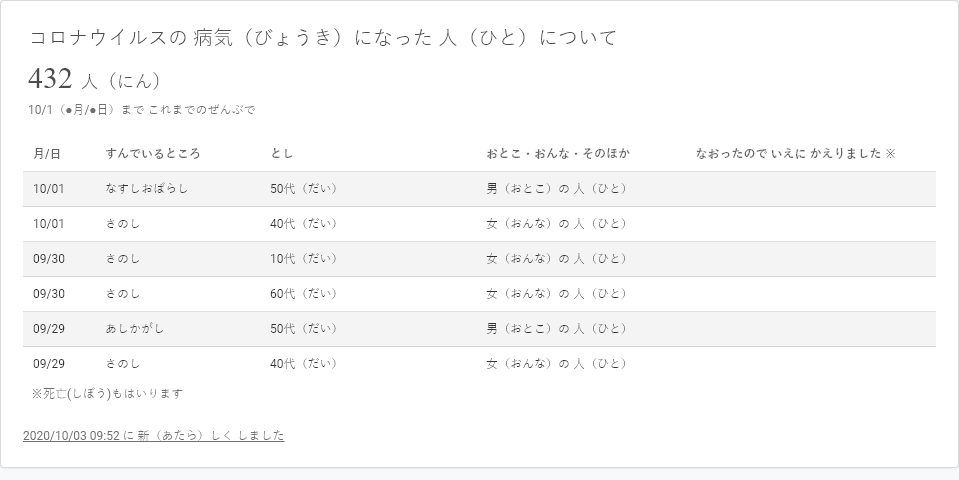 コロナウイルスの 病気（びょうき）になった 人（ひと）について
432 人（にん）
10/1（●月/●日）まで これまでのぜんぶで
月/日 すんでいるところ とし おとこ・おんな・そのほか なおったので いえに かえりました ※
10/01 なすしおばらし 50代（だい） 男（おとこ）の 人（ひと）
10/01 さのし 40代（だい） 女（おんな）の 人（ひと）
09/30 さのし 10代（だい） 女（おんな）の 人（ひと）
09/30 さのし 60代（だい） 女（おんな）の 人（ひと）
09/29 あしかがし 50代（だい） 男（おとこ）の 人（ひと）
09/29 さのし 40代（だい） 女（おんな）の 人（ひと）
※死亡(しぼう)もはいります
2020/10/03 09:52 に 新（あたら）しく しました